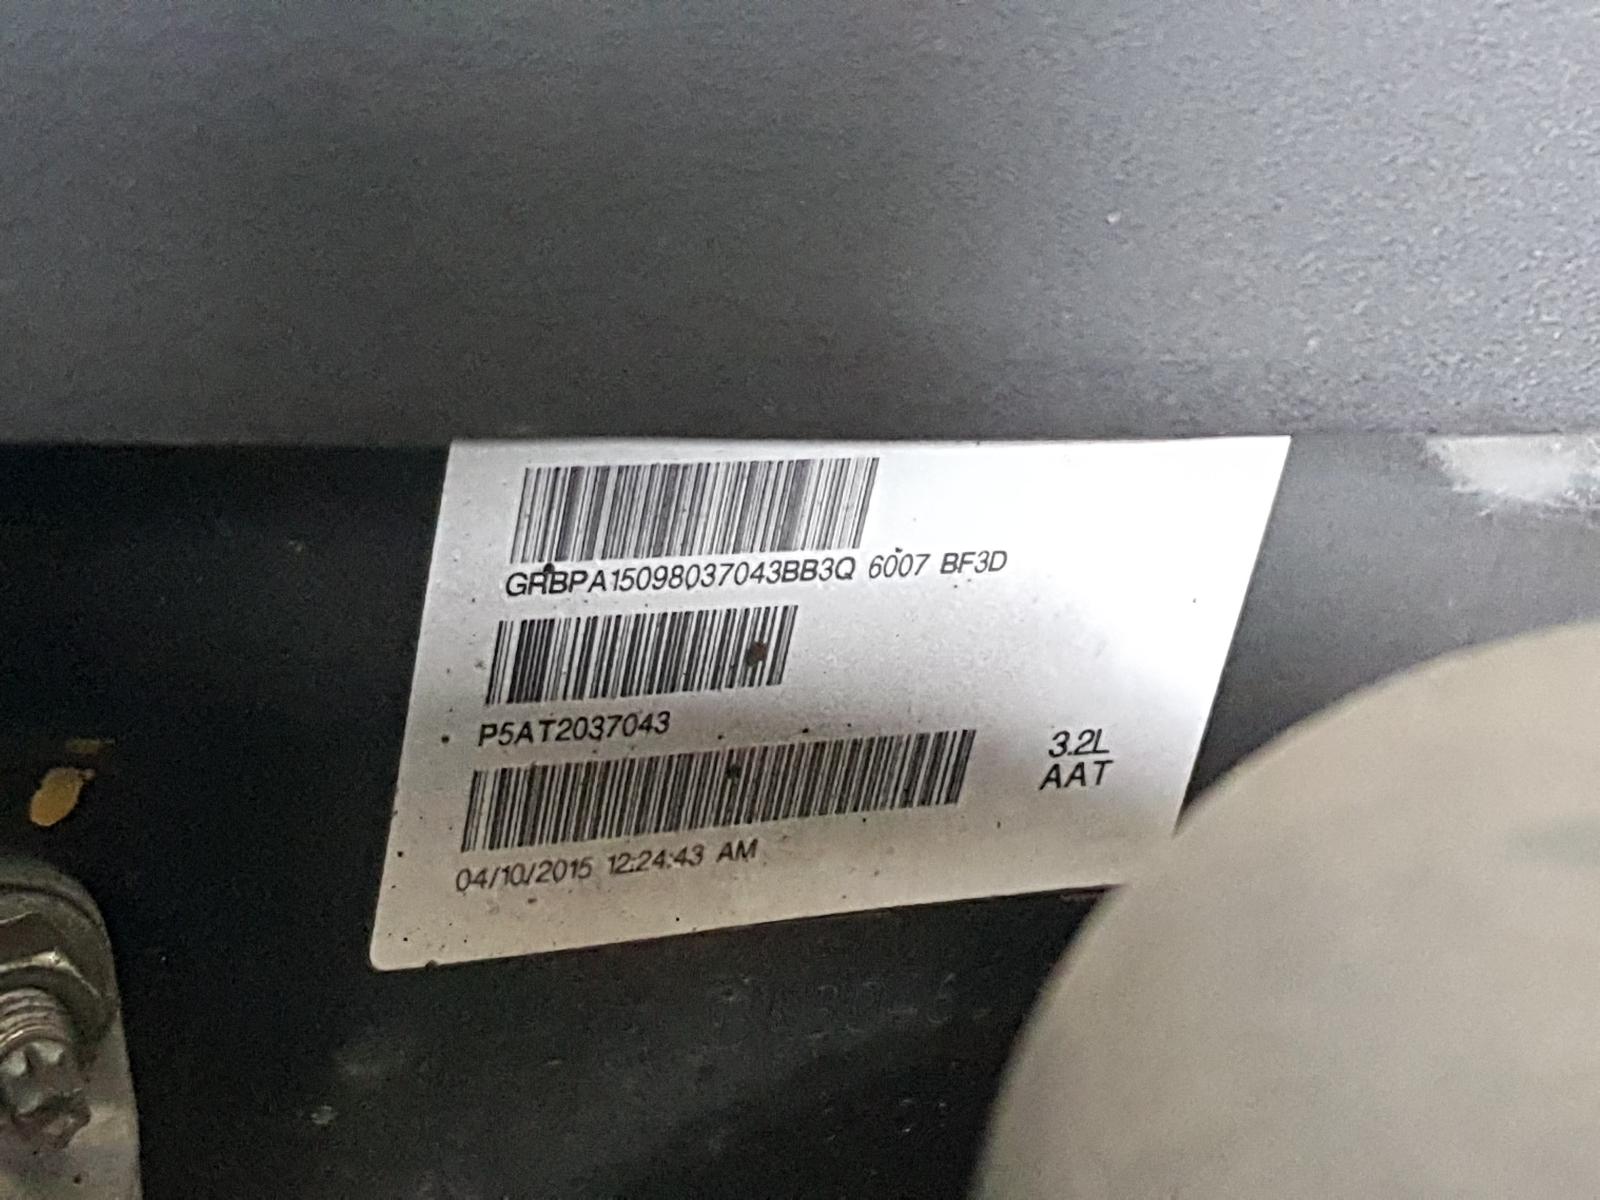 GRBPA15098037043BB3Q 6007 BF3D
P5AT2037043
3.2L
AAT
04/10/2015 12:24:43 AM